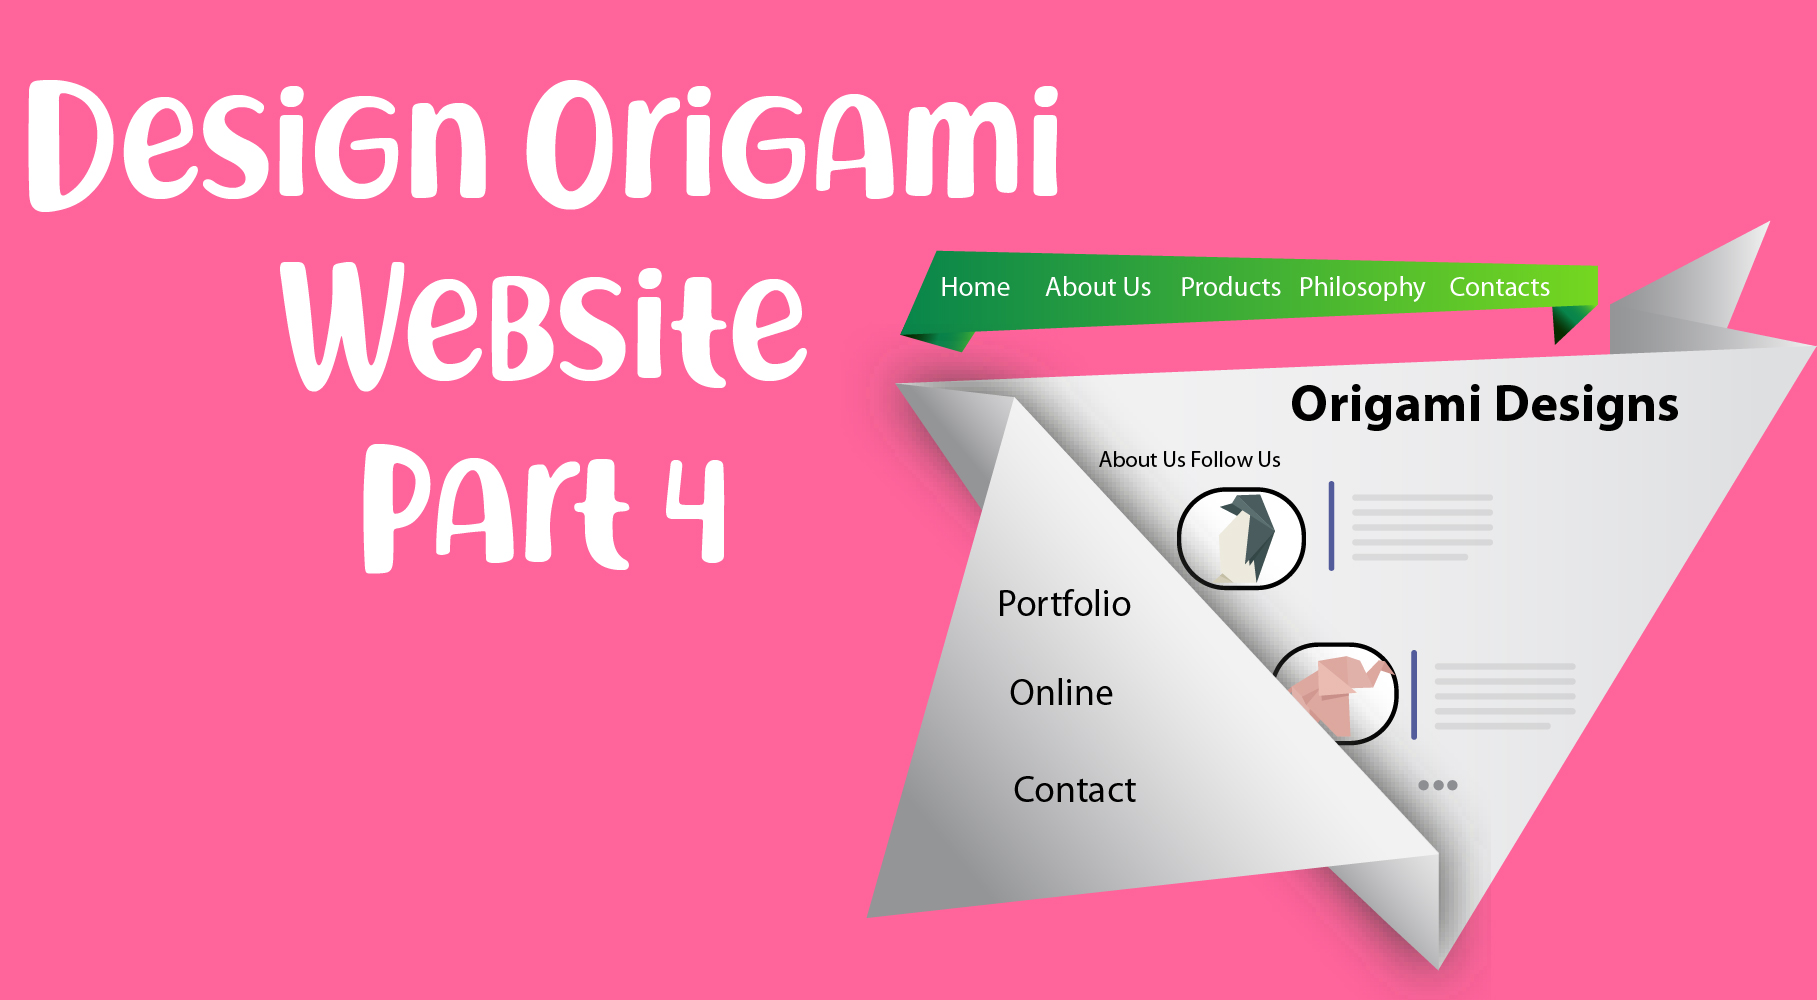 Design Origami
Website
Part 4
Home About Us Products Philosophy Contacts
Origami Designs
About Us Follow Us
Portfolio
Online
Contact